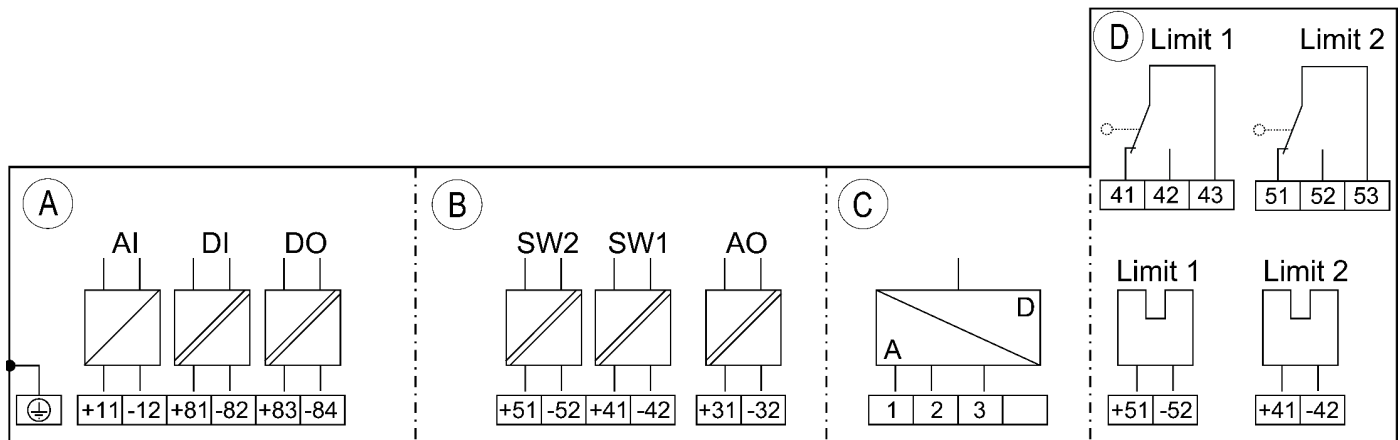 D Limit 1 Limit 2
41 42 43 51 52 53
A B C
AI DI DO SW2 SW1 AO
Limit 1 Limit 2
D
A
+11 -12 +81 -82 +83 -84 +51 -52 +41 -42 +31 -32 1 2 3 +51 -52 +41 -42